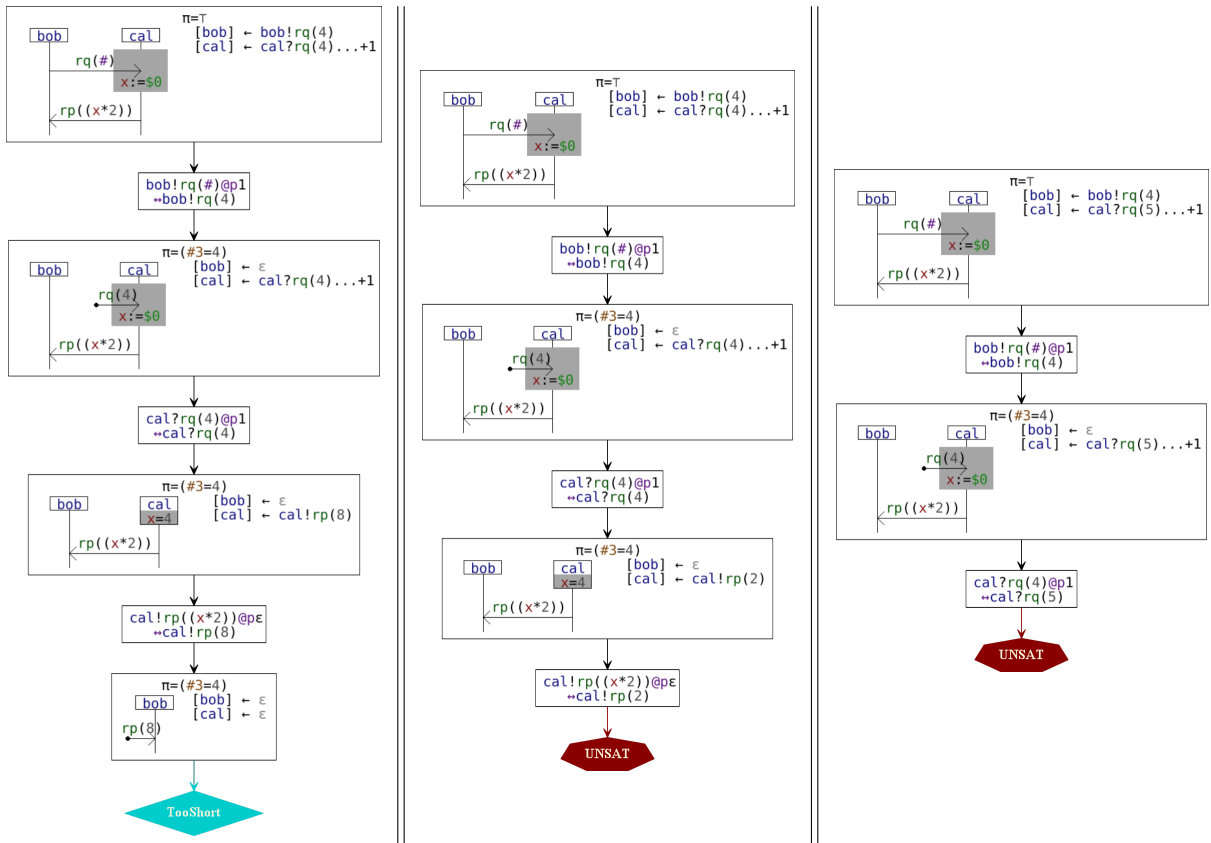 π=⊤
[bob] ← bob!rq(4)
[cal] ← cal?rq(4)...+1
bob
cal
rq(#)
x:=$0
rp((x*2))
bob!rq(#)@p1
↔bob!rq(4)
π=(#3=4)
[bob] ← ε
[cal] ← cal?rq(4)...+1
bob
cal
rq(4)
x:=$0
rp((x*2))
cal?rq(4)@p1
↔cal?rq(4)
π=(#3=4)
[bob] ← ε
[cal] ← cal!rp(8)
bob
cal
x=4
rp((x*2))
cal!rp((x*2))@pε
↔cal!rp(8)
π=(#3=4)
[bob] ← ε
[cal] ← ε
bob
rp(8)
TooShort
π=⊤
[bob] ← bob!rq(4)
[cal] ← cal?rq(4)...+1
bob
cal
rq(#)
x:=$0
rp((x*2))
bob!rq(#)@p1
↔bob!rq(4)
π=(#3=4)
[bob] ← ε
[cal] ← cal?rq(4)...+1
bob
cal
rq(4)
x:=$0
rp((x*2))
cal?rq(4)@p1
↔cal?rq(4)
π=(#3=4)
[bob] ← ε
[cal] ← cal!rp(2)
bob
cal
x=4
rp((x*2))
cal!rp((x*2))@pε
↔cal!rp(2)
UNSAT
π=⊤
[bob] ← bob!rq(4)
[cal] ← cal?rq(5)...+1
bob
cal
rq(#)
x:=$0
rp((x*2))
bob!rq(#)@p1
↔bob!rq(4)
π=(#3=4)
[bob] ← ε
[cal] ← cal?rq(5)...+1
bob
cal
rq(4)
x:=$0
rp((x*2))
cal?rq(4)@p1
↔cal?rq(5)
UNSAT